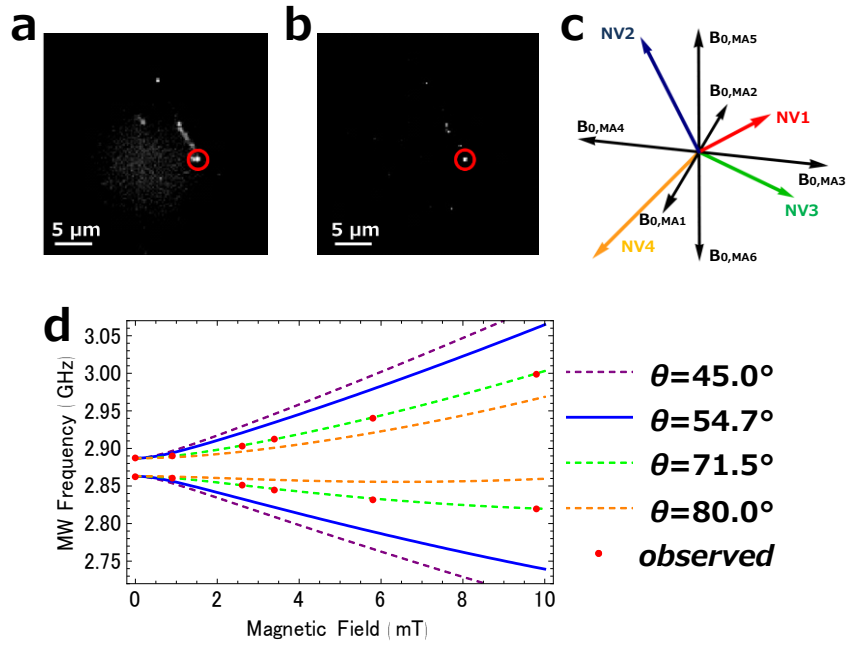 a
b
c
5 μm
5 μm
NV2
B0,MA5
B0,MA2
NV1
B0,MA4
B0,MA3
B0,MA1
NV3
NV4
B0,MA6
d
3.05
3.00
2.95
2.90
2.85
2.80
2.75
MW Frequency (GHz)
0 2 4 6 8 10
Magnetic Field (mT)
θ=45.0°
θ=54.7°
θ=71.5°
θ=80.0°
observed